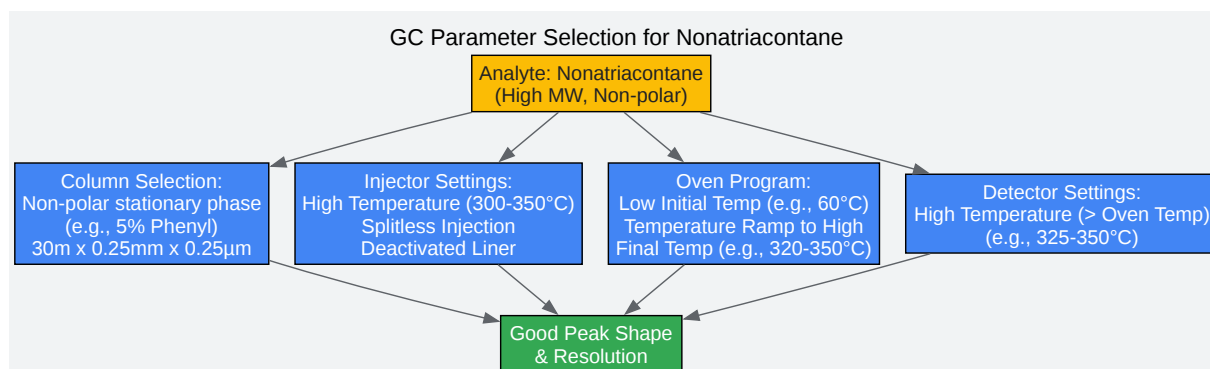 GC Parameter Selection for Nonatriacontane
Analyte: Nonatriacontane
(High MW, Non-polar)
Column Selection:
Non-polar stationary phase
(e.g., 5% Phenyl)
30m x 0.25mm x 0.25µm
Injector Settings:
High Temperature (300-350°C)
Splitless Injection
Deactivated Liner
Oven Program:
Low Initial Temp (e.g., 60°C)
Temperature Ramp to High
Final Temp (e.g., 320-350°C)
Detector Settings:
High Temperature (> Oven Temp)
(e.g., 325-350°C)
Good Peak Shape
& Resolution